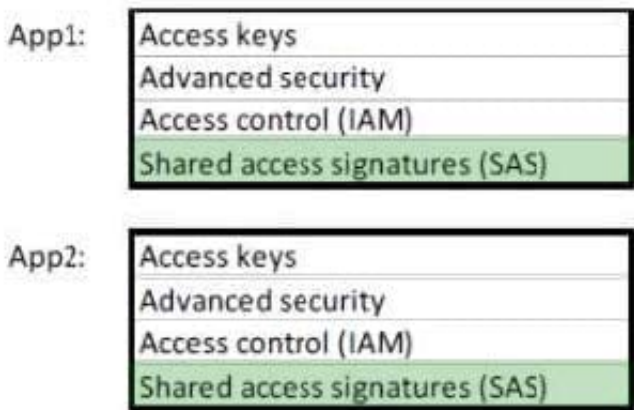 App1:
Access keys
Advanced security
Access control (IAM)
Shared access signatures (SAS)
App2:
Access keys
Advanced security
Access control (IAM)
Shared access signatures (SAS)